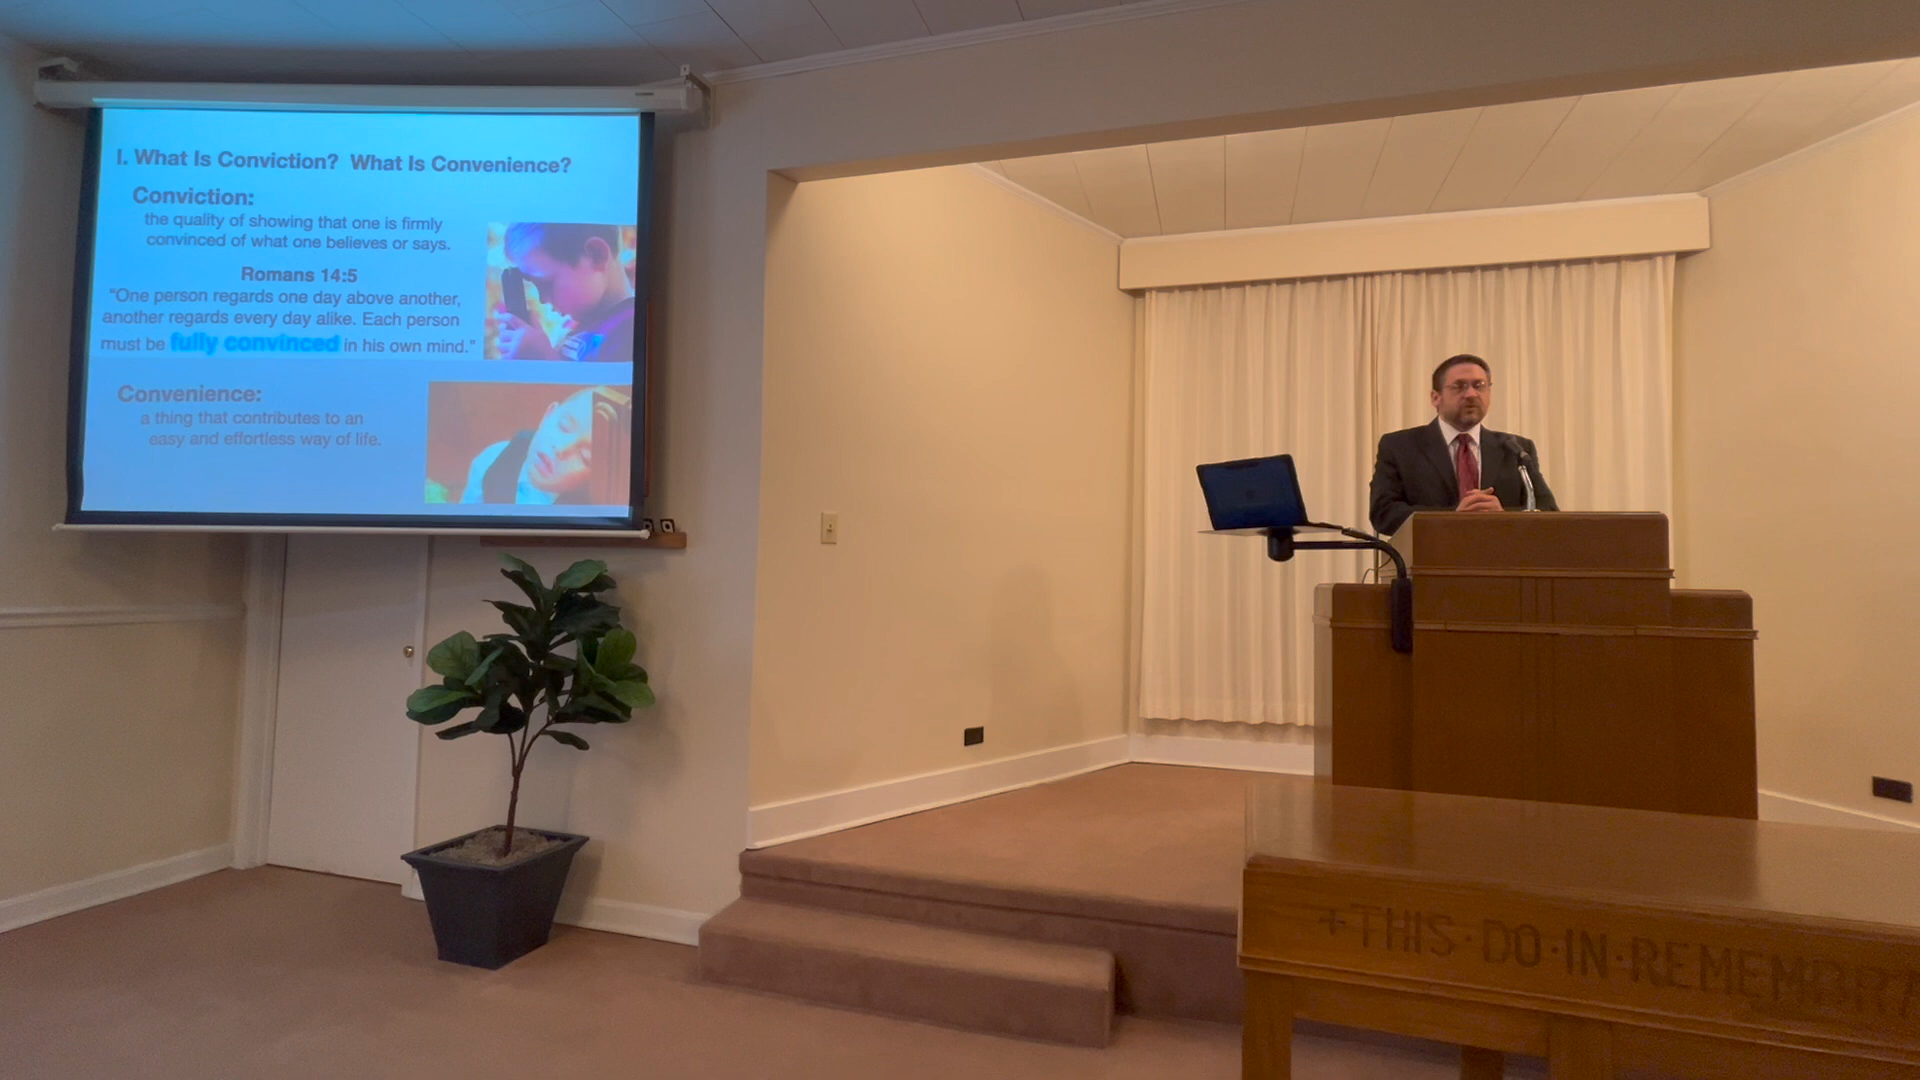 I. What Is Conviction? What Is Convenience?
Conviction:
the quality of showing that one is firmly
convinced of what one believes or says.
Romans 14:5
“One person regards one day above another,
another regards every day alike. Each person
must be fully convinced in his own mind.”
Convenience:
a thing that contributes to an
easy and effortless way of life.
THIS·DO·IN·REMEMBRA